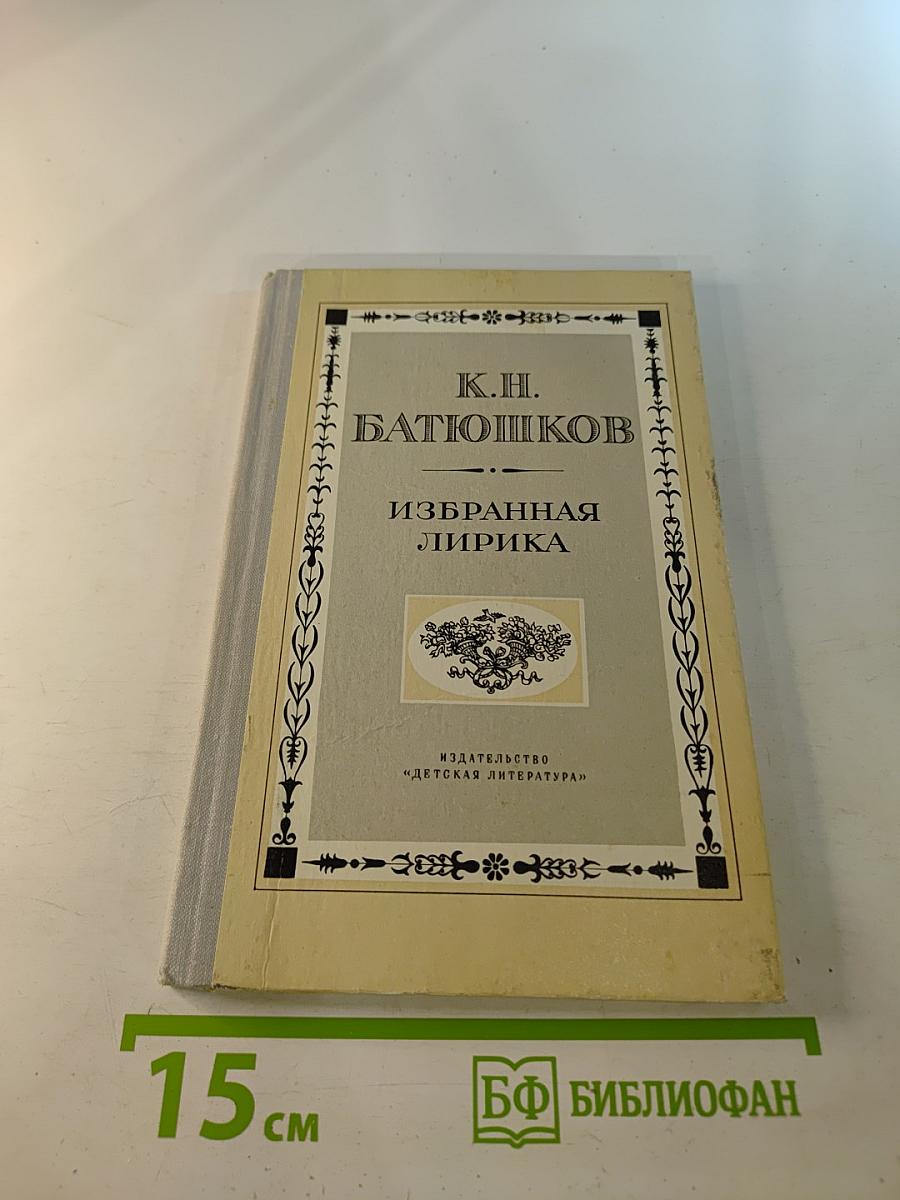 К.Н.
БАТЮШКОВ
ИЗБРАННАЯ
ЛИРИКА
ИЗДАТЕЛЬСТВО
«ДЕТСКАЯ ЛИТЕРАТУРА»
15 см
БФ БИБЛИОФАН